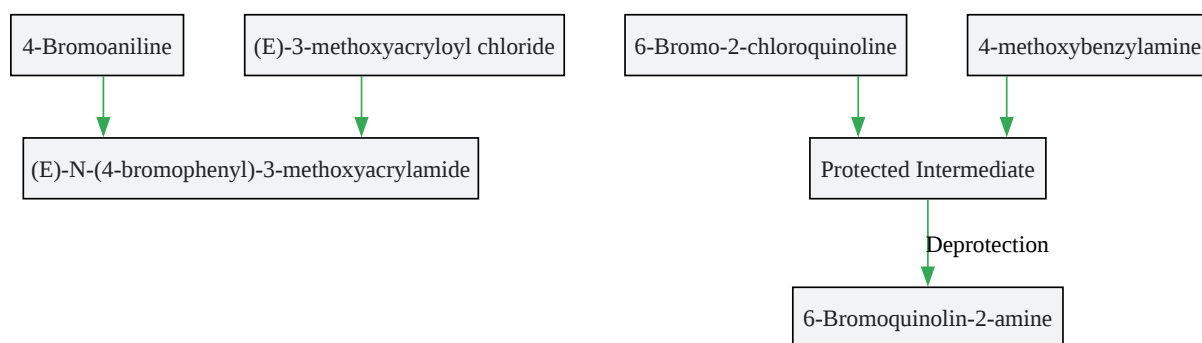 4-Bromoaniline
(E)-3-methoxyacryloyl chloride
6-Bromo-2-chloroquinoline
4-methoxybenzylamine
(E)-N-(4-bromophenyl)-3-methoxyacrylamide
Protected Intermediate
Deprotection
6-Bromoquinolin-2-amine